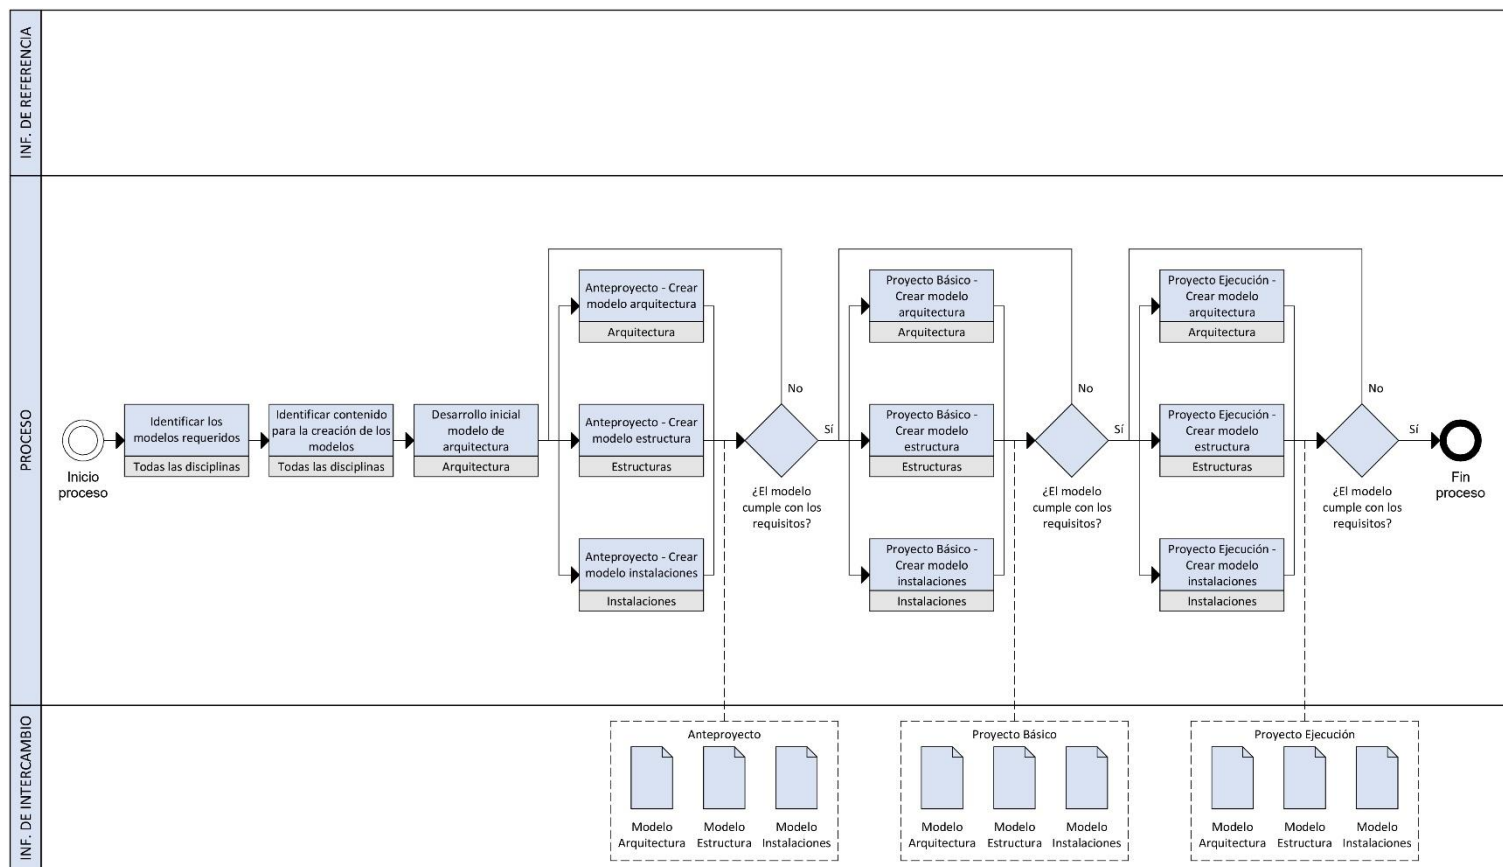 INF. DE REFERENCIA
PROCESO
Inicio
proceso
Identificar los
modelos requeridos
Todas las disciplinas
Identificar contenido
para la creación de los
modelos
Todas las disciplinas
Desarrollo inicial
modelo de
arquitectura
Arquitectura
Anteproyecto - Crear
modelo arquitectura
Arquitectura
Anteproyecto - Crear
modelo estructura
Estructuras
Anteproyecto - Crear
modelo instalaciones
Instalaciones
No
Sí
¿El modelo
cumple con los
requisitos?
Proyecto Básico -
Crear modelo
arquitectura
Arquitectura
Proyecto Básico -
Crear modelo
estructura
Estructuras
Proyecto Básico -
Crear modelo
instalaciones
Instalaciones
No
Sí
¿El modelo
cumple con los
requisitos?
Proyecto Ejecución -
Crear modelo
arquitectura
Arquitectura
Proyecto Ejecución -
Crear modelo
estructura
Estructuras
Proyecto Ejecución -
Crear modelo
instalaciones
Instalaciones
No
Sí
¿El modelo
cumple con los
requisitos?
Fin
proceso
INF. DE INTERCAMBIO
Anteproyecto
Modelo
Arquitectura
Modelo
Estructura
Modelo
Instalaciones
Proyecto Básico
Modelo
Arquitectura
Modelo
Estructura
Modelo
Instalaciones
Proyecto Ejecución
Modelo
Arquitectura
Modelo
Estructura
Modelo
Instalaciones